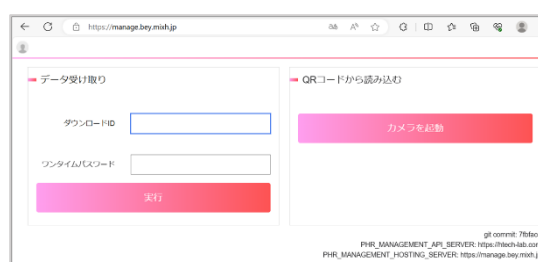 https://manage.bey.mixh.jp
データ受け取り
ダウンロードID
ワンタイムパスワード
実行
QRコードから読み込む
カメラを起動
git commit: 7fbfao
PHR_MANAGEMENT_API_SERVER: https://htech-lab.con
PHR_MANAGEMENT_HOSTING_SERVER: https://manage.bey.mixh.j